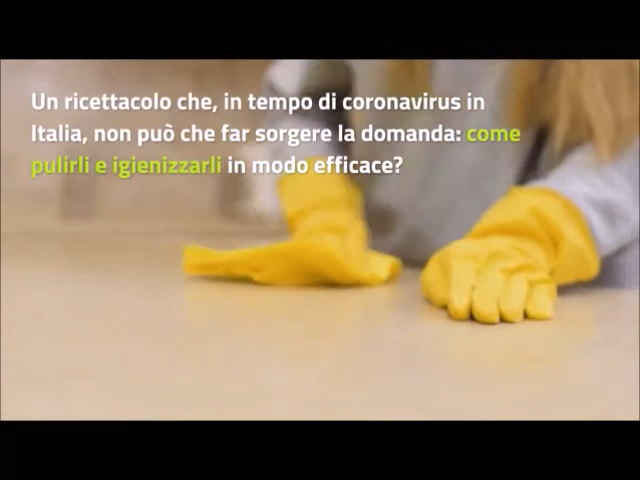 Un ricettacolo che, in tempo di coronavirus in
Italia, non può che far sorgere la domanda: come
pulirli e igienizzarli in modo efficace?